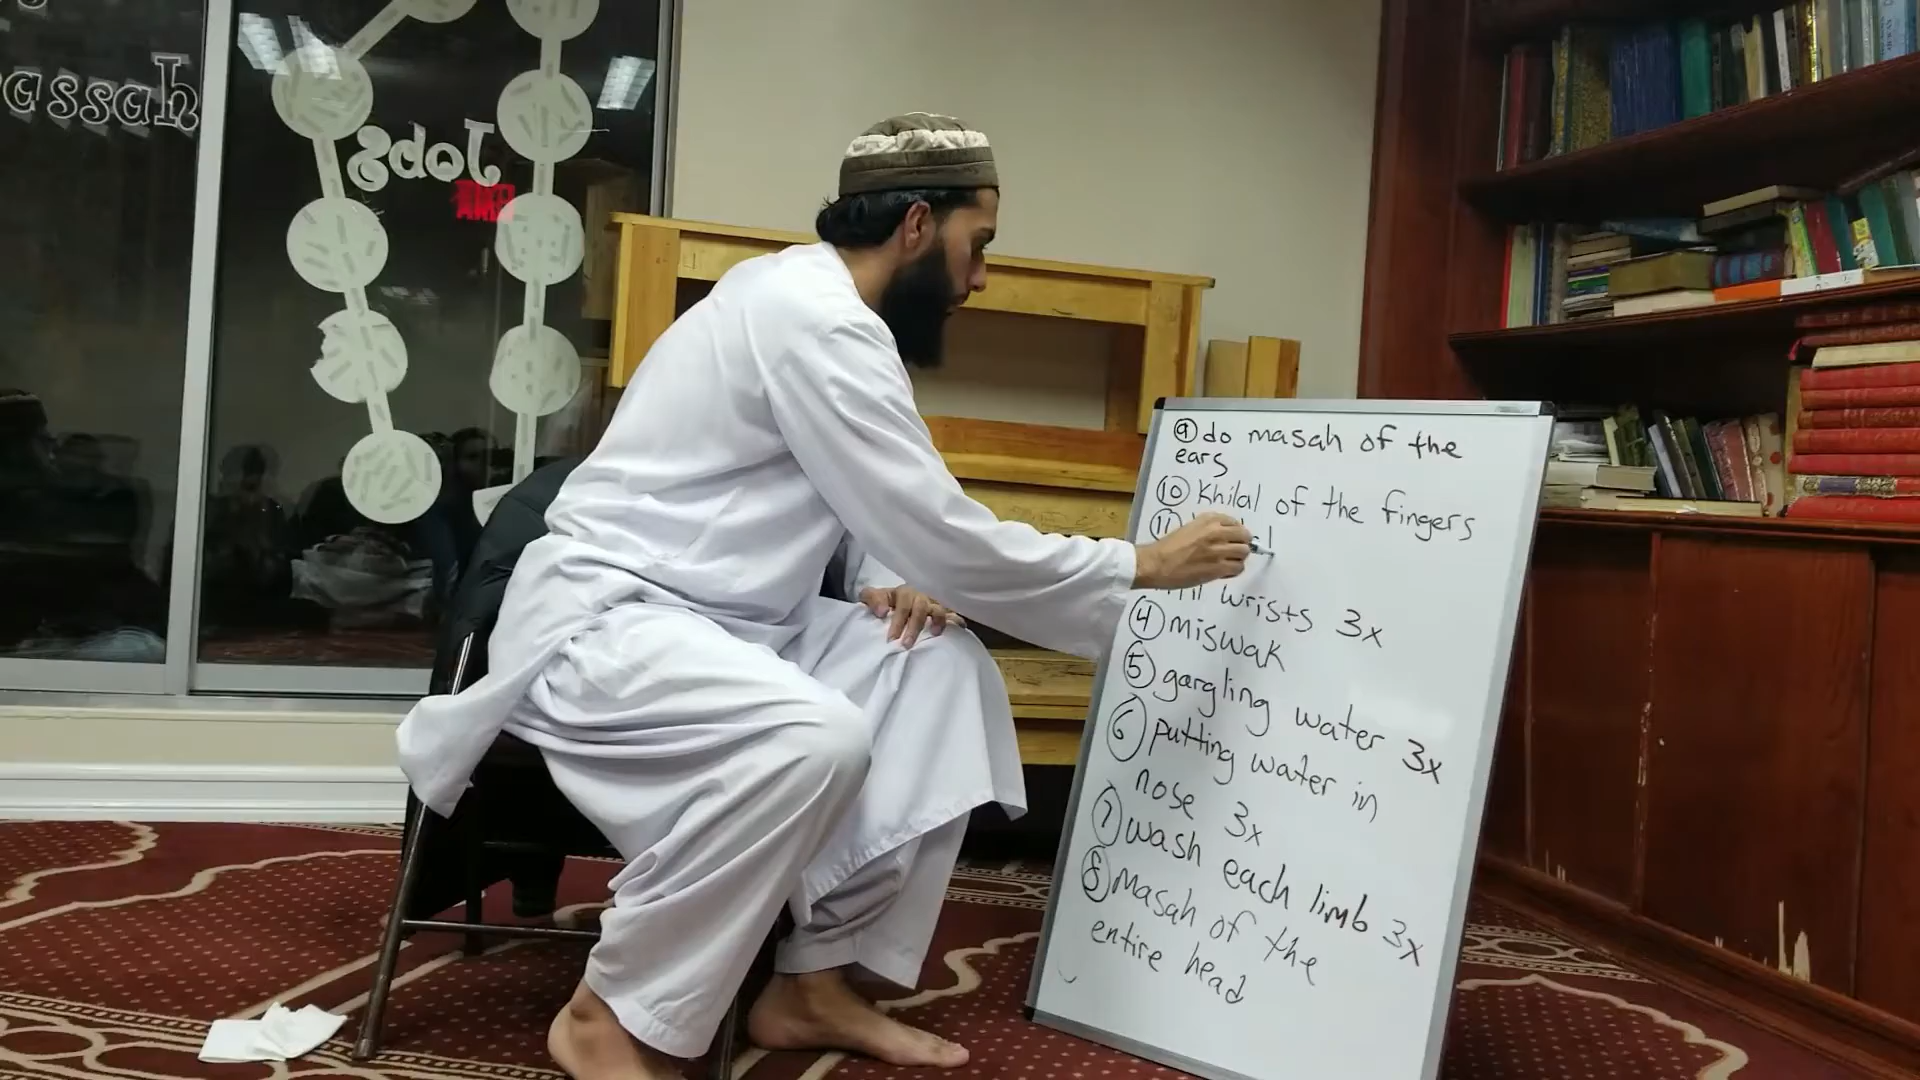 assah
Jobs
⑨ do masah of the
ears
⑩ Khilal of the fingers
⑪
wrists 3x
④ miswak
⑤ gargling water 3x
⑥ putting water in
nose 3x
⑦ wash each limb 3x
⑧ Masah of the
entire head